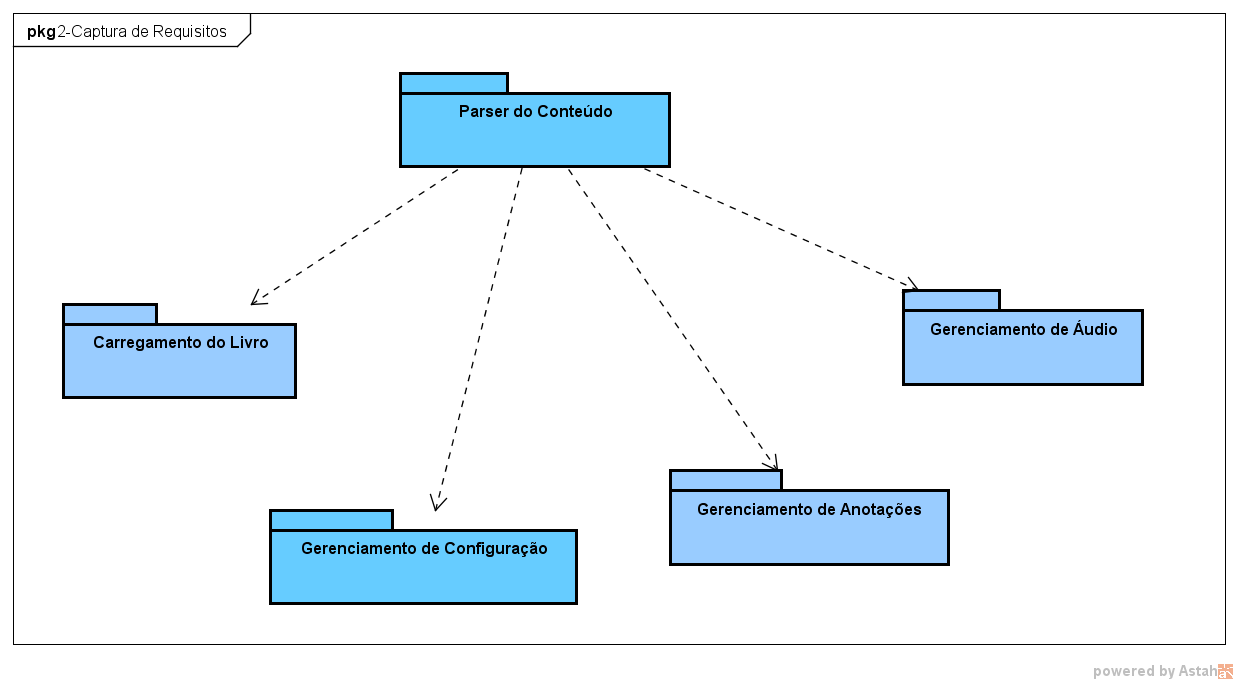 pkg 2-Captura de Requisitos
Parser do Conteúdo
Gerenciamento de Áudio
Carregamento do Livro
Gerenciamento de Anotações
Gerenciamento de Configuração
powered by Astah